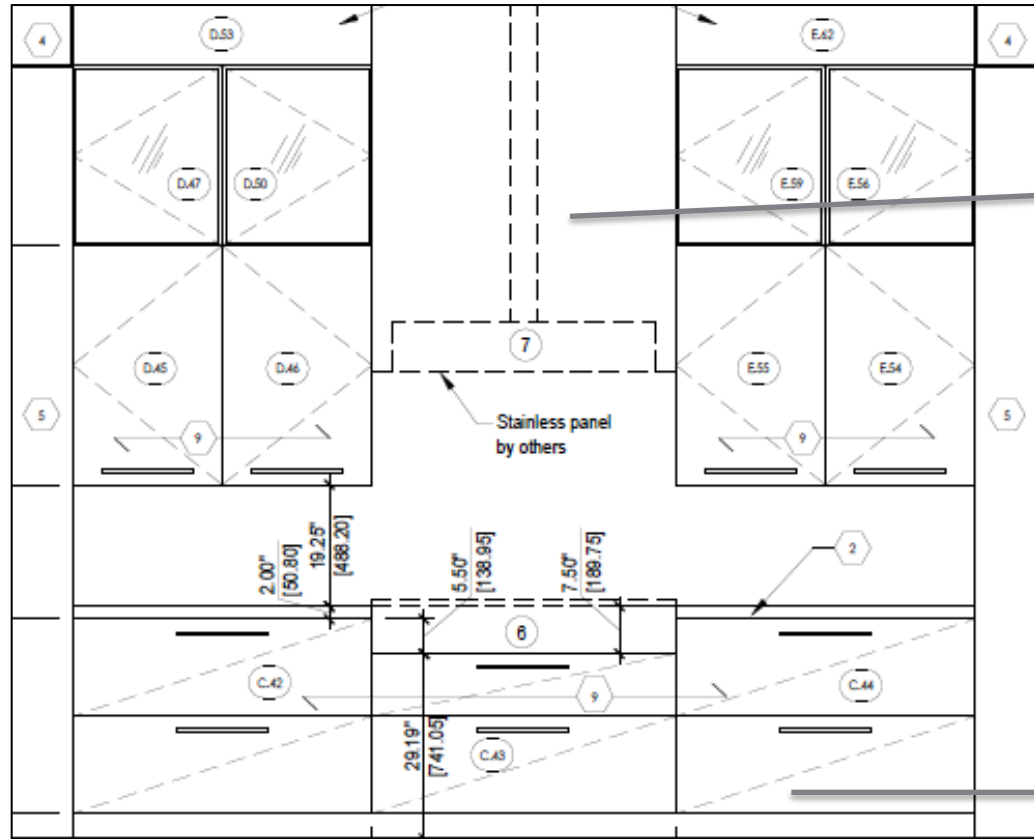 4
D.53
E.62
4
D.47
D.50
E.59
E.56
7
D.45
D.46
E.55
E.54
5
5
9
9
Stainless panel
by others
2.00"
[50.80]
19.25"
[488.20]
5.50"
[138.95]
7.50"
[189.75]
2
6
C.42
9
C.44
29.19"
[741.05]
C.43